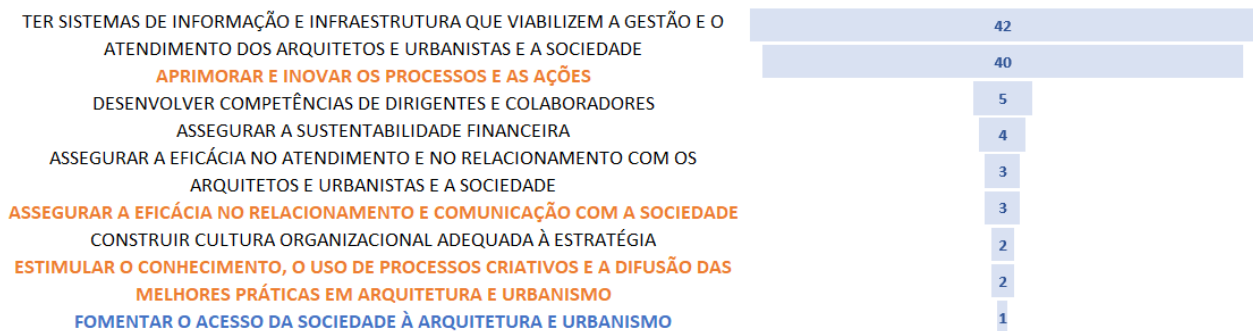 TER SISTEMAS DE INFORMAÇÃO E INFRAESTRUTURA QUE VIABILIZEM A GESTÃO E O
ATENDIMENTO DOS ARQUITETOS E URBANISTAS E A SOCIEDADE
42
APRIMORAR E INOVAR OS PROCESSOS E AS AÇÕES
40
DESENVOLVER COMPETÊNCIAS DE DIRIGENTES E COLABORADORES
5
ASSEGURAR A SUSTENTABILIDADE FINANCEIRA
4
ASSEGURAR A EFICÁCIA NO ATENDIMENTO E NO RELACIONAMENTO COM OS
ARQUITETOS E URBANISTAS E A SOCIEDADE
3
ASSEGURAR A EFICÁCIA NO RELACIONAMENTO E COMUNICAÇÃO COM A SOCIEDADE
3
CONSTRUIR CULTURA ORGANIZACIONAL ADEQUADA À ESTRATÉGIA
2
ESTIMULAR O CONHECIMENTO, O USO DE PROCESSOS CRIATIVOS E A DIFUSÃO DAS
MELHORES PRÁTICAS EM ARQUITETURA E URBANISMO
2
FOMENTAR O ACESSO DA SOCIEDADE À ARQUITETURA E URBANISMO
1